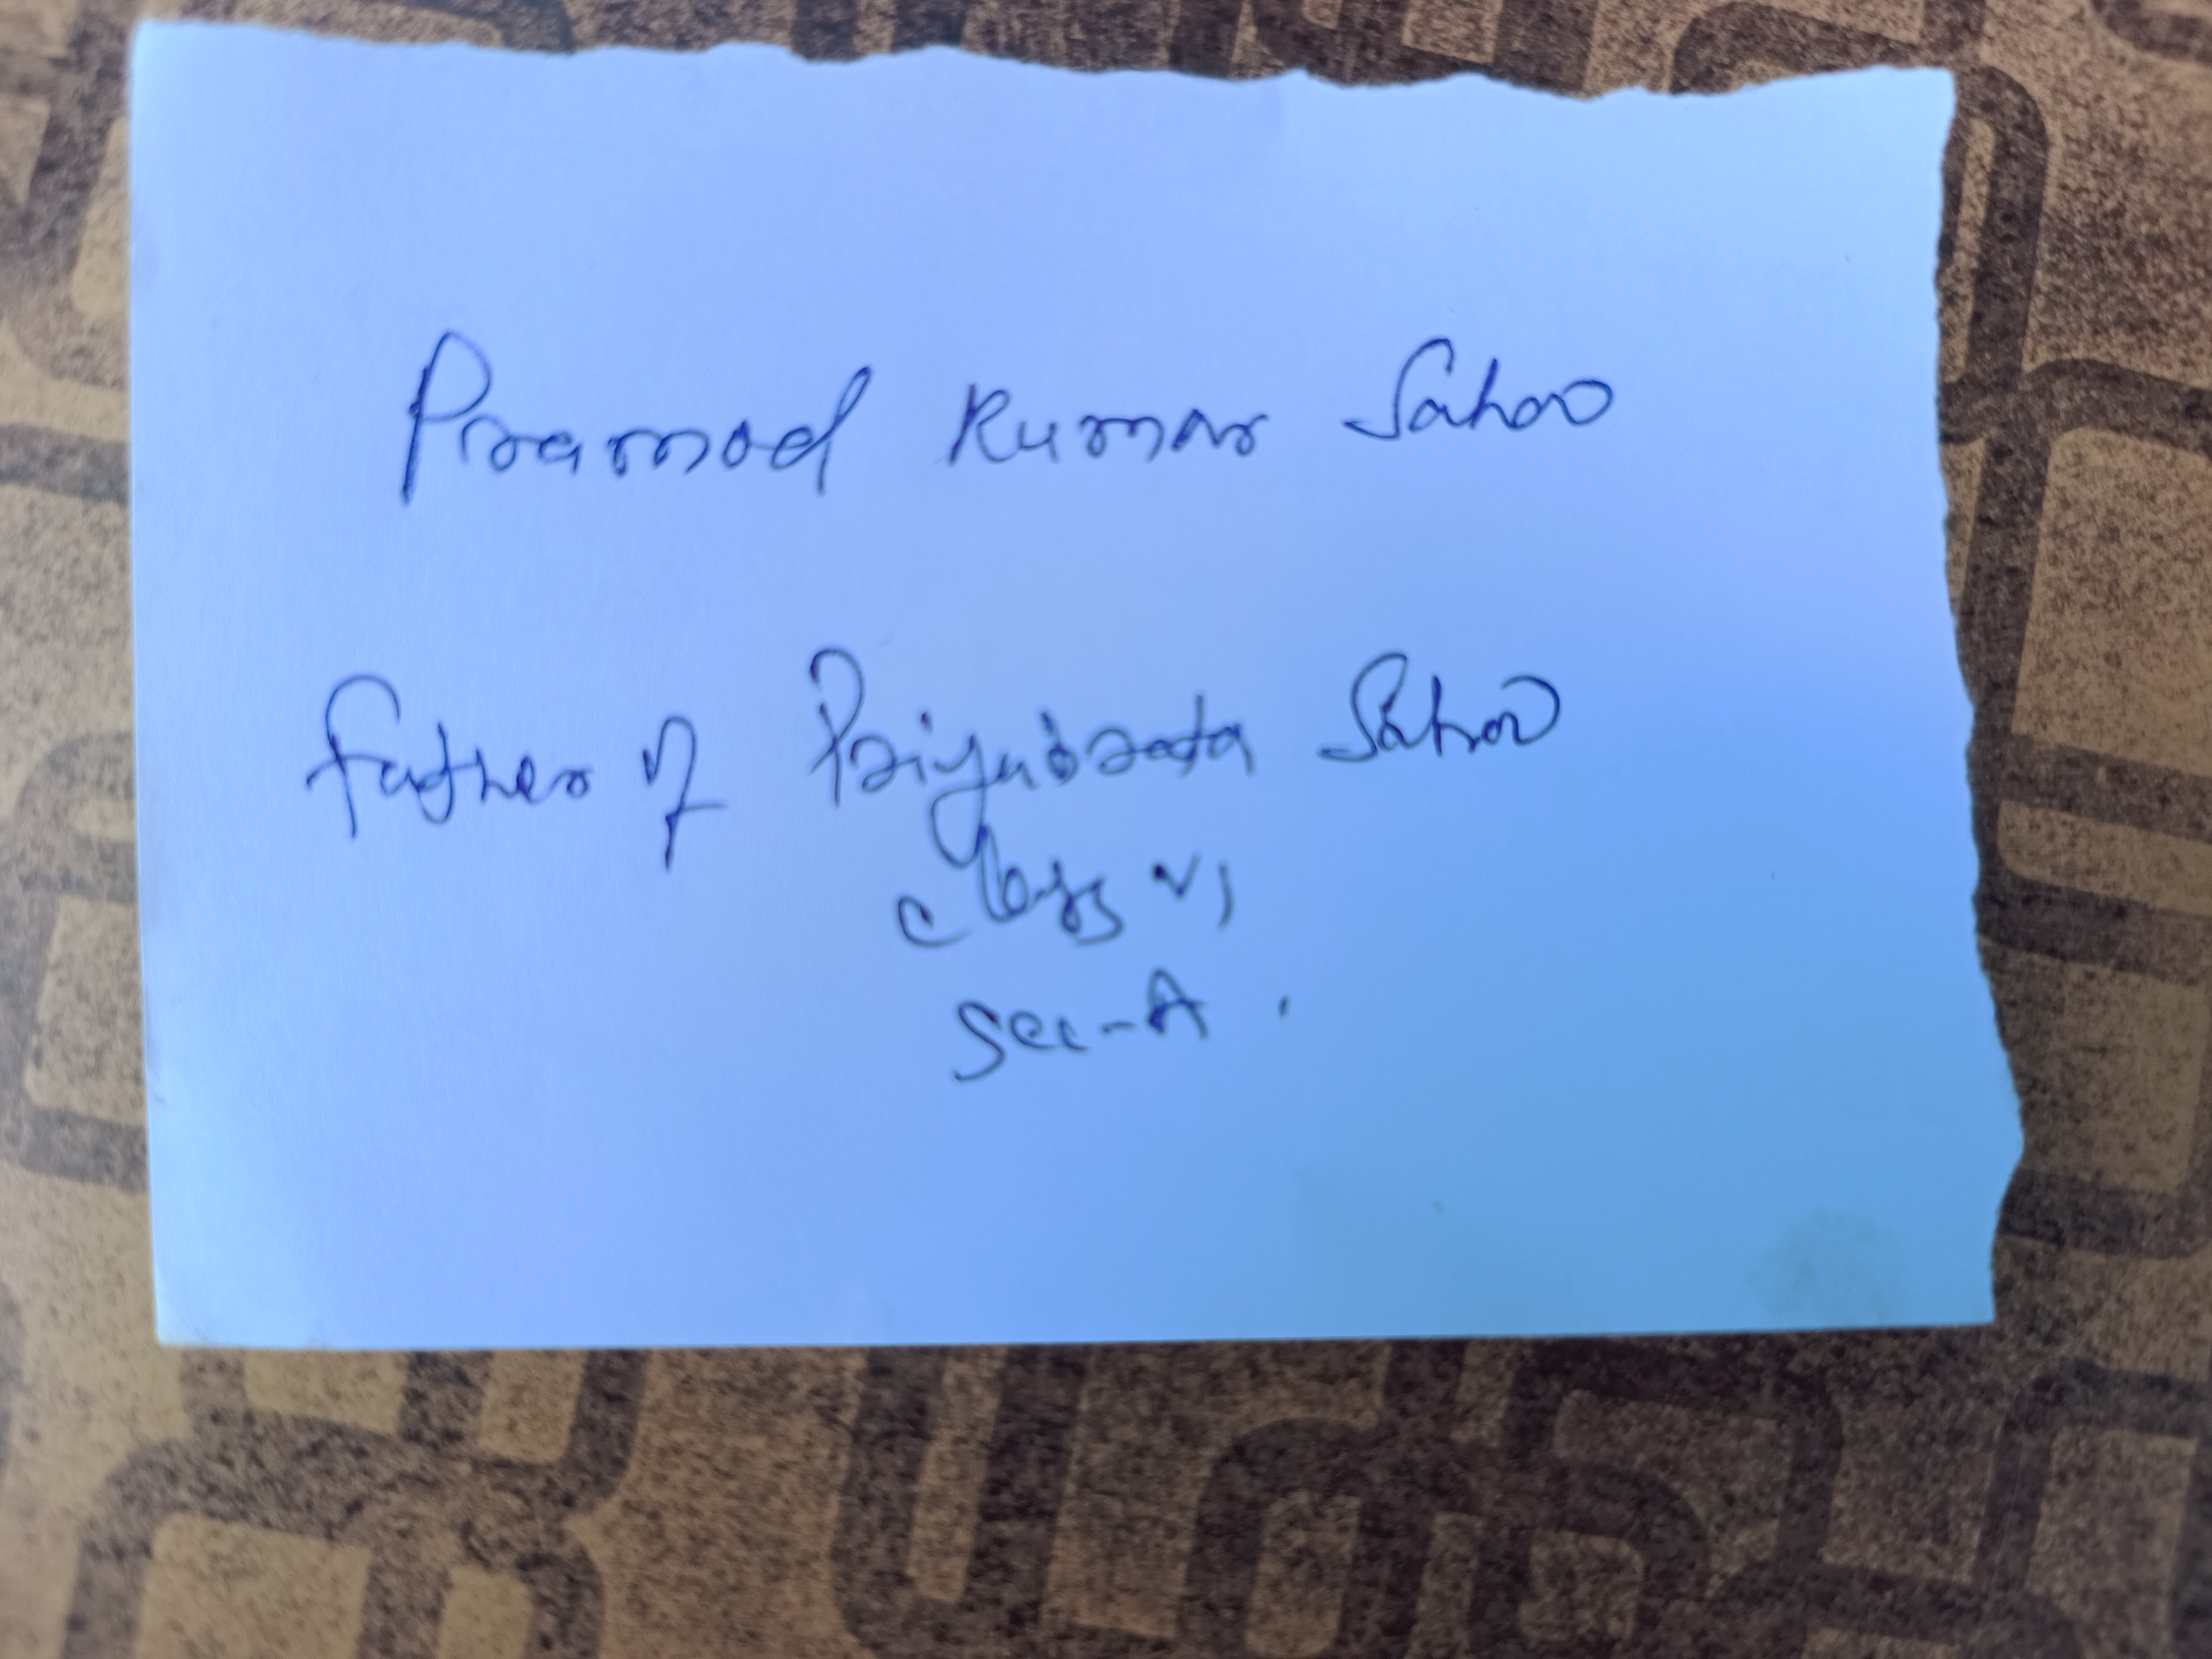 Pramod Kumar Sahoo
Father of Priyabrata Sahoo
class VI
Sec-A.